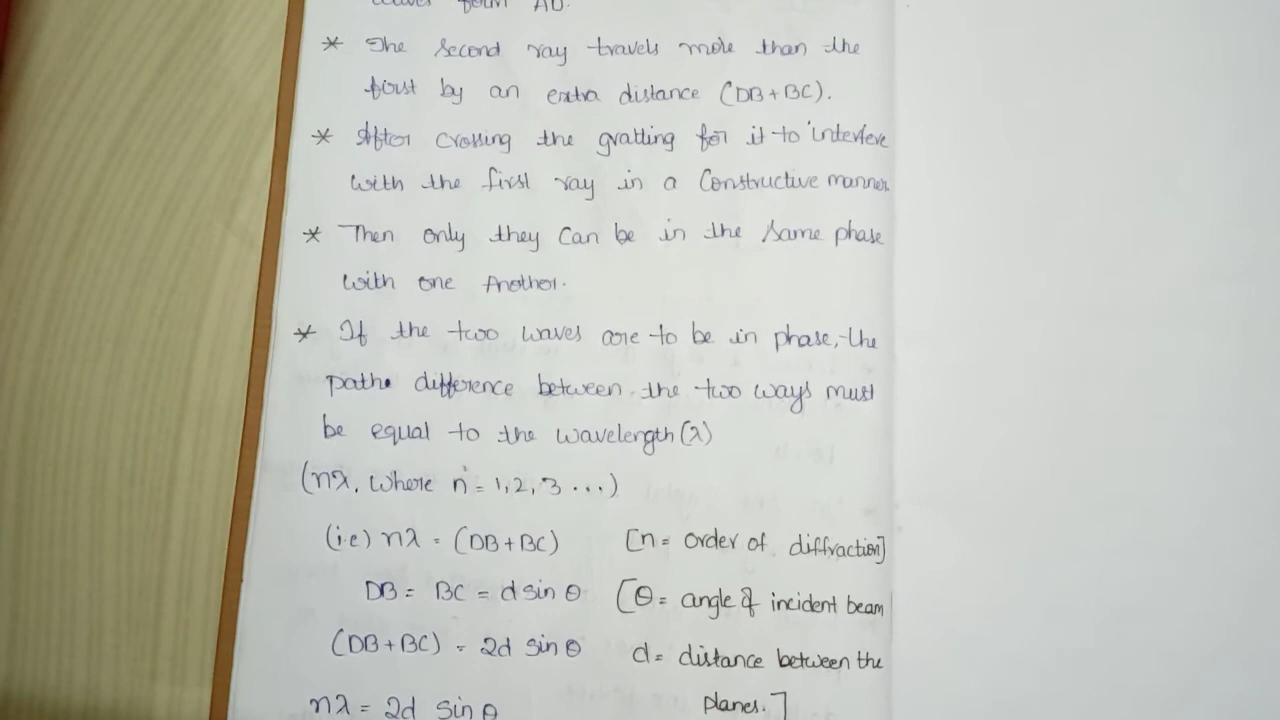 * The second ray travels more than the
first by an extra distance (DB+BC).
* After crossing the gratting for it to interfere
with the first ray in a Constructive manner
* Then only they can be in the same phase
with one Another.
* If the two waves are to be in phase, the
pathe difference between the two ways must
be equal to the wavelength (λ)
(nλ, where n = 1, 2, 3 ...)
(i.e) nλ = (DB+BC) [n = order of diffraction]
DB = BC = d sin θ [θ = angle of incident beam
(DB+BC) = 2d sin θ d = distance between the
nλ = 2d sin θ planes.]